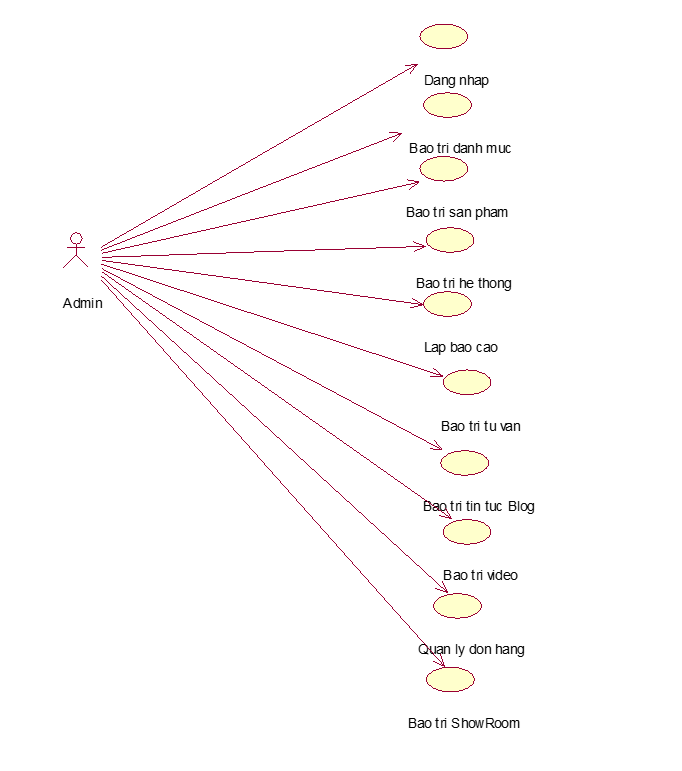 Dang nhap
Bao tri danh muc
Bao tri san pham
Bao tri he thong
Admin
Lap bao cao
Bao tri tu van
Bao tri tin tuc Blog
Bao tri video
Quan ly don hang
Bao tri ShowRoom